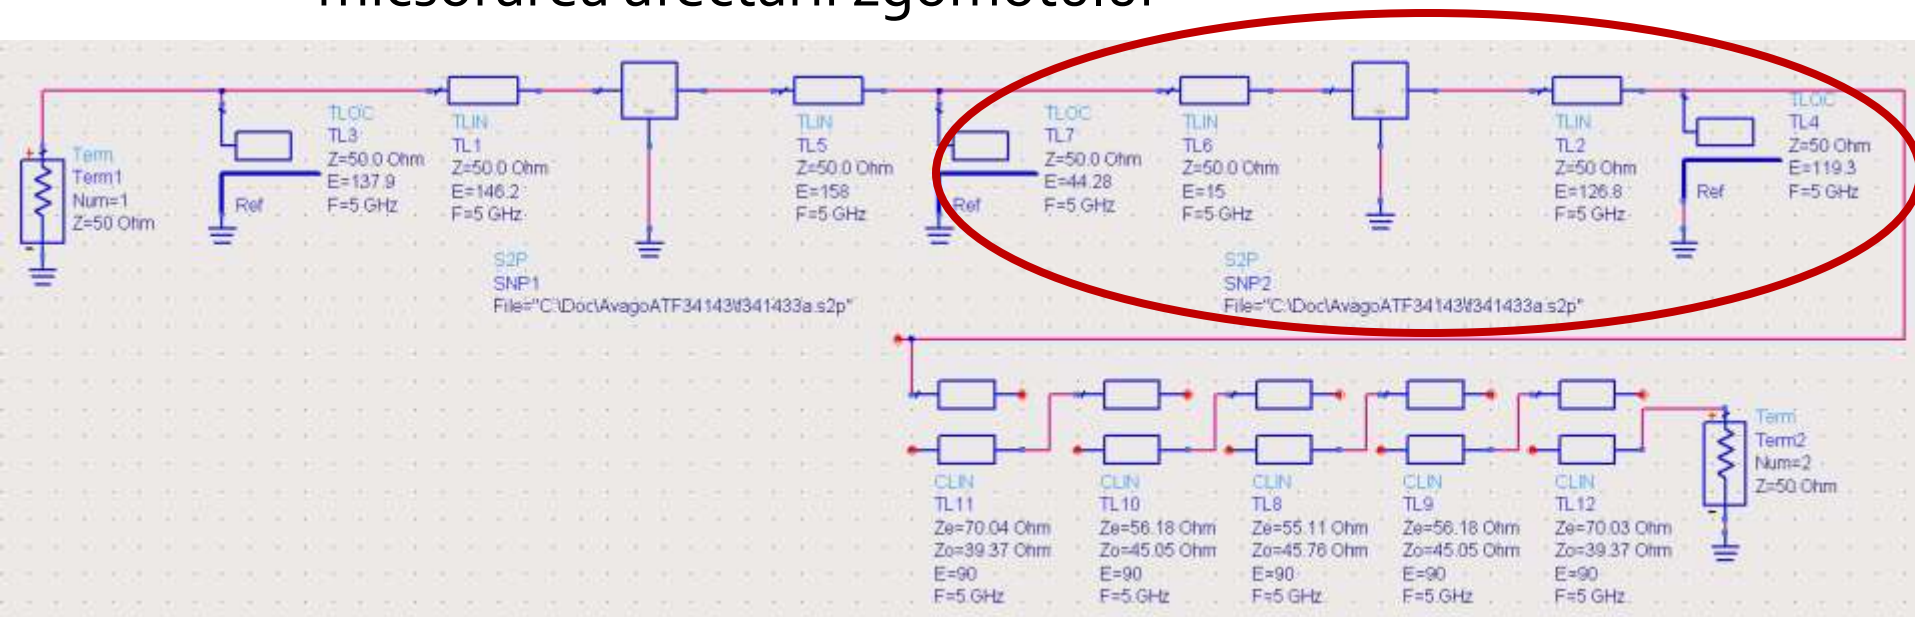 micșorarea afectării zgomotului
Term
Term1
Num=1
Z=50 Ohm
Ref
TLOC
TL3
Z=50.0 Ohm
E=137.9
F=5 GHz
TLIN
TL1
Z=50.0 Ohm
E=146.2
F=5 GHz
S2P
SNP1
File="C:\Doc\AvagoATF34143\f341433a.s2p"
TLIN
TL5
Z=50.0 Ohm
E=158
F=5 GHz
Ref
TLOC
TL7
Z=50.0 Ohm
E=44.28
F=5 GHz
TLIN
TL6
Z=50.0 Ohm
E=15
F=5 GHz
S2P
SNP2
File="C:\Doc\AvagoATF34143\f341433a.s2p"
TLIN
TL2
Z=50 Ohm
E=126.8
F=5 GHz
Ref
TLOC
TL4
Z=50 Ohm
E=119.3
F=5 GHz
CLIN
TL11
Ze=70.04 Ohm
Zo=39.37 Ohm
E=90
F=5 GHz
CLIN
TL10
Ze=56.18 Ohm
Zo=45.05 Ohm
E=90
F=5 GHz
CLIN
TL8
Ze=55.11 Ohm
Zo=45.76 Ohm
E=90
F=5 GHz
CLIN
TL9
Ze=56.18 Ohm
Zo=45.05 Ohm
E=90
F=5 GHz
CLIN
TL12
Ze=70.03 Ohm
Zo=39.37 Ohm
E=90
F=5 GHz
Term
Term2
Num=2
Z=50 Ohm